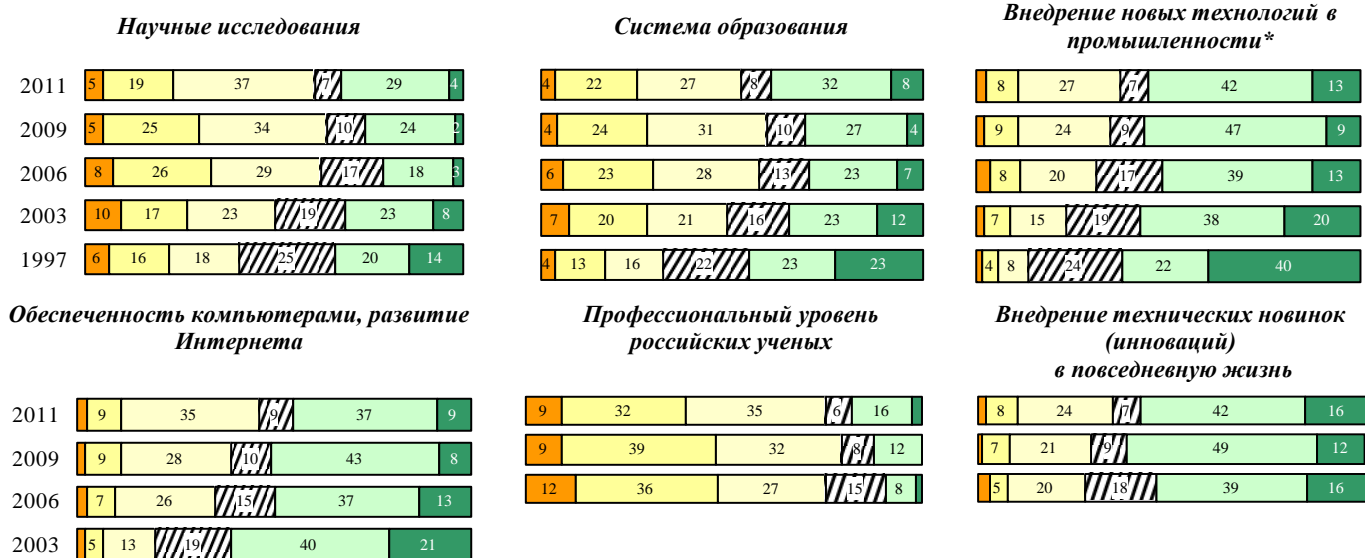 Научные исследования
Система образования
Внедрение новых технологий в
промышленности*
2011 5 19 37 7 29 4
4 22 27 8 32 8
8 27 7 42 13
2009 5 25 34 10 24 2
4 24 31 10 27 4
9 24 9 47 9
2006 8 26 29 17 18 3
6 23 28 13 23 7
8 20 17 39 13
2003 10 17 23 19 23 8
7 20 21 16 23 12
7 15 19 38 20
1997 6 16 18 25 20 14
4 13 16 22 23 23
4 8 24 22 40
Обеспеченность компьютерами, развитие
Интернета
Профессиональный уровень
российских ученых
Внедрение технических новинок
(инноваций)
в повседневную жизнь
2011 9 35 9 37 9
9 32 35 6 16
8 24 7 42 16
2009 9 28 10 43 8
9 39 32 8 12
7 21 9 49 12
2006 7 26 15 37 13
12 36 27 15 8
5 20 18 39 16
2003 5 13 19 40 21